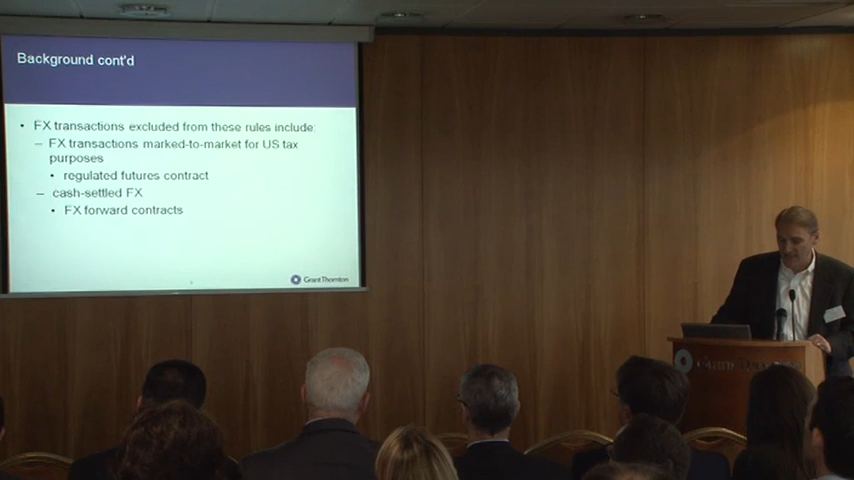 Background cont'd
• FX transactions excluded from these rules include:
– FX transactions marked-to-market for US tax
purposes
• regulated futures contract
– cash-settled FX
• FX forward contracts
Grant Thornton